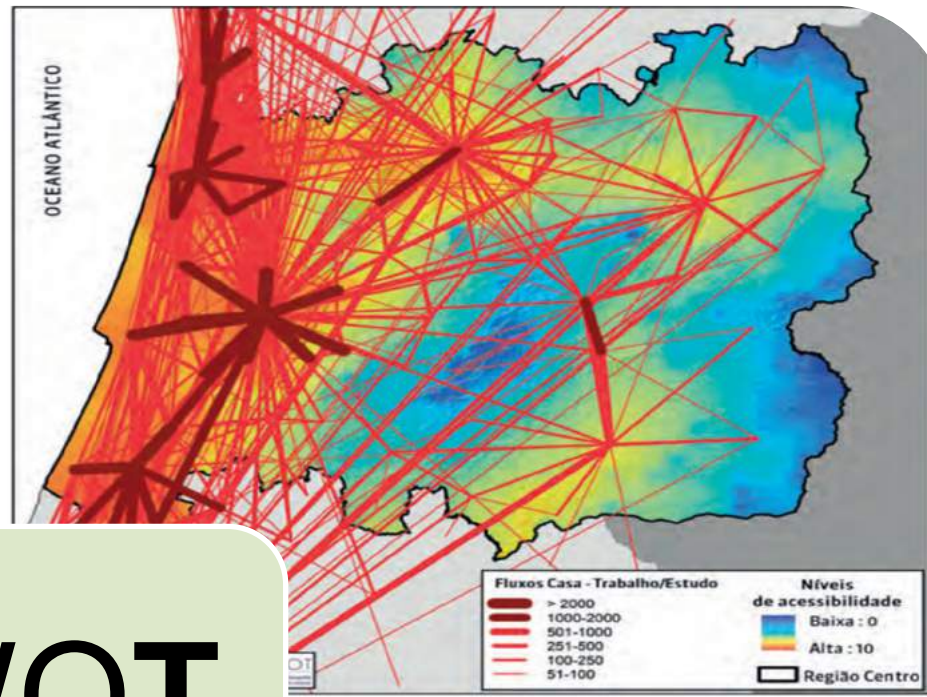 OCEANO ATLÂNTICO
Fluxos Casa - Trabalho/Estudo
> 2000
1000-2000
501-1000
251-500
100-250
51-100
Níveis
de acessibilidade
Baixa : 0
Alta : 10
Região Centro